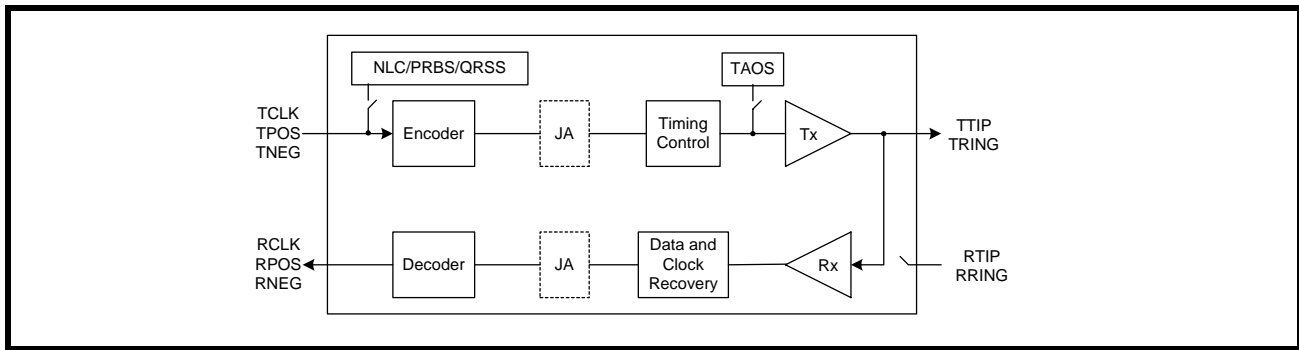 NLC/PRBS/QRSS
TAOS
TCLK
TPOS
TNEG
Encoder
JA
Timing
Control
Tx
TTIP
TRING
RCLK
RPOS
RNEG
Decoder
JA
Data and
Clock
Recovery
Rx
RTIP
RRING